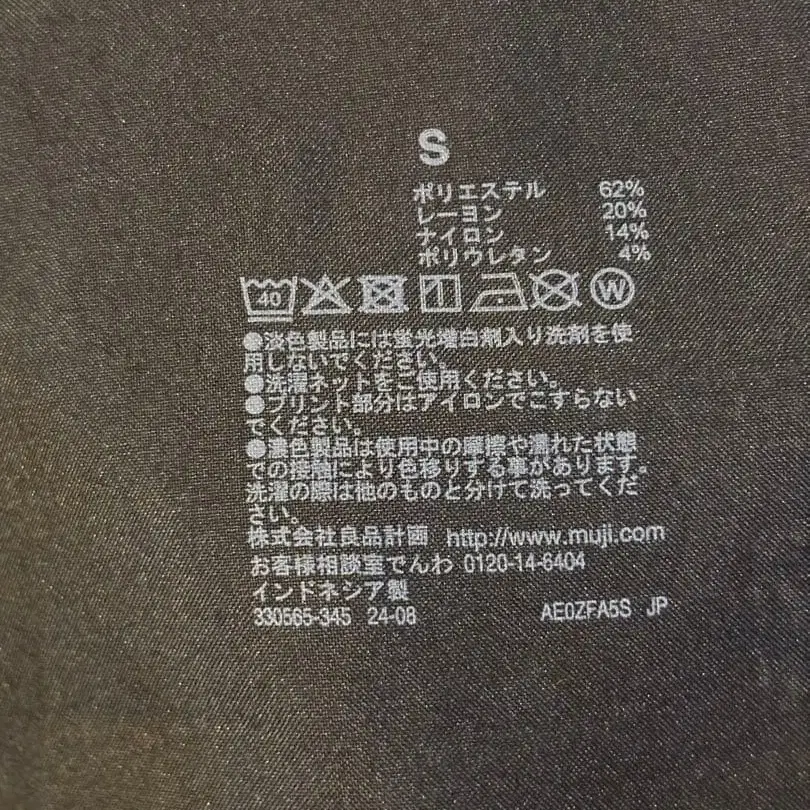 S
ポリエステル 62%
レーヨン 20%
ナイロン 14%
ポリウレタン 4%
40 W
●淡色製品には蛍光増白剤入り洗剤を使
用しないでください。
●洗濯ネットをご使用ください。
●プリント部分はアイロンでこすらない
でください。
●濃色製品は使用中の摩擦や濡れた状態
での接触により色移りする事があります。
洗濯の際は他のものと分けて洗ってくだ
さい。
株式会社良品計画 http://www.muji.com
お客様相談室でんわ 0120-14-6404
インドネシア製
330565-345 24-08 AE0ZFA5S JP